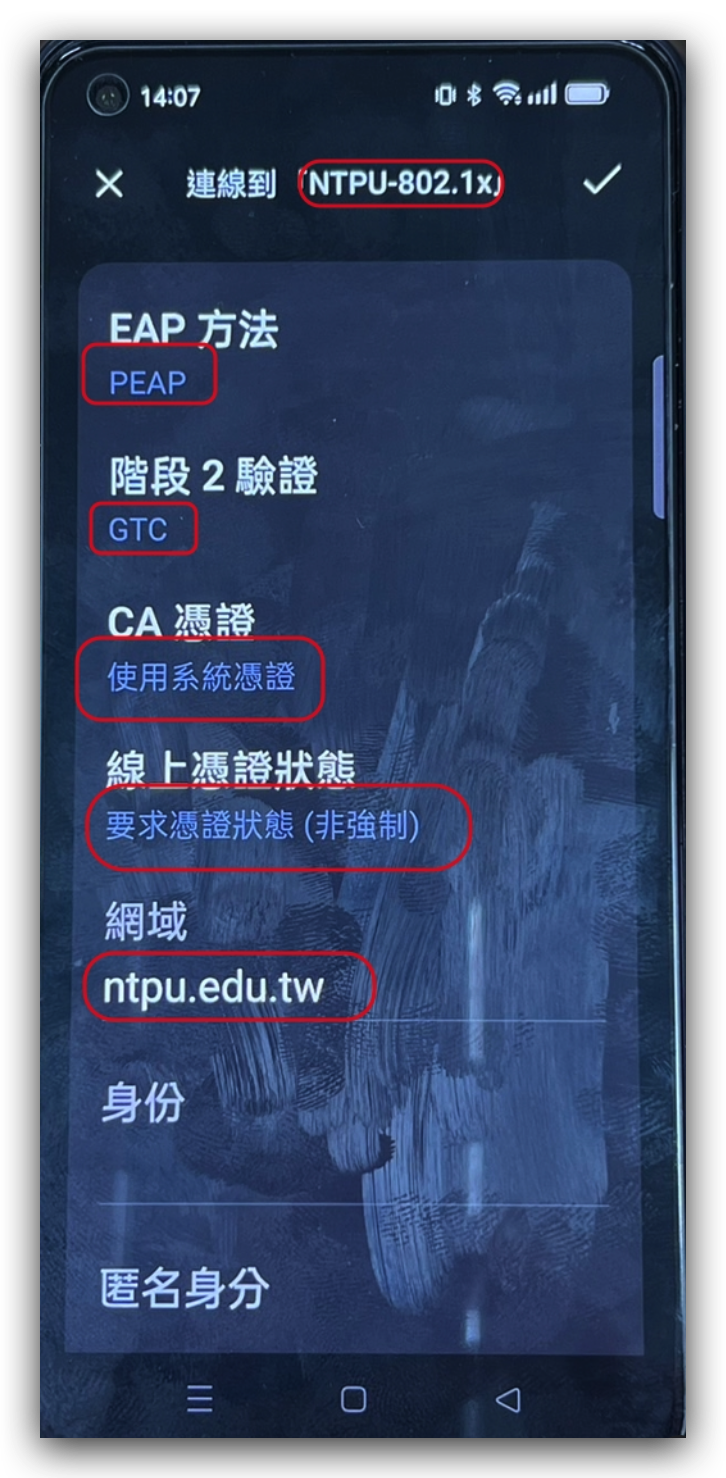 14:07
連線到「NTPU-802.1x」
EAP 方法
PEAP
階段 2 驗證
GTC
CA 憑證
使用系統憑證
線上憑證狀態
要求憑證狀態 (非強制)
網域
ntpu.edu.tw
身份
匿名身分